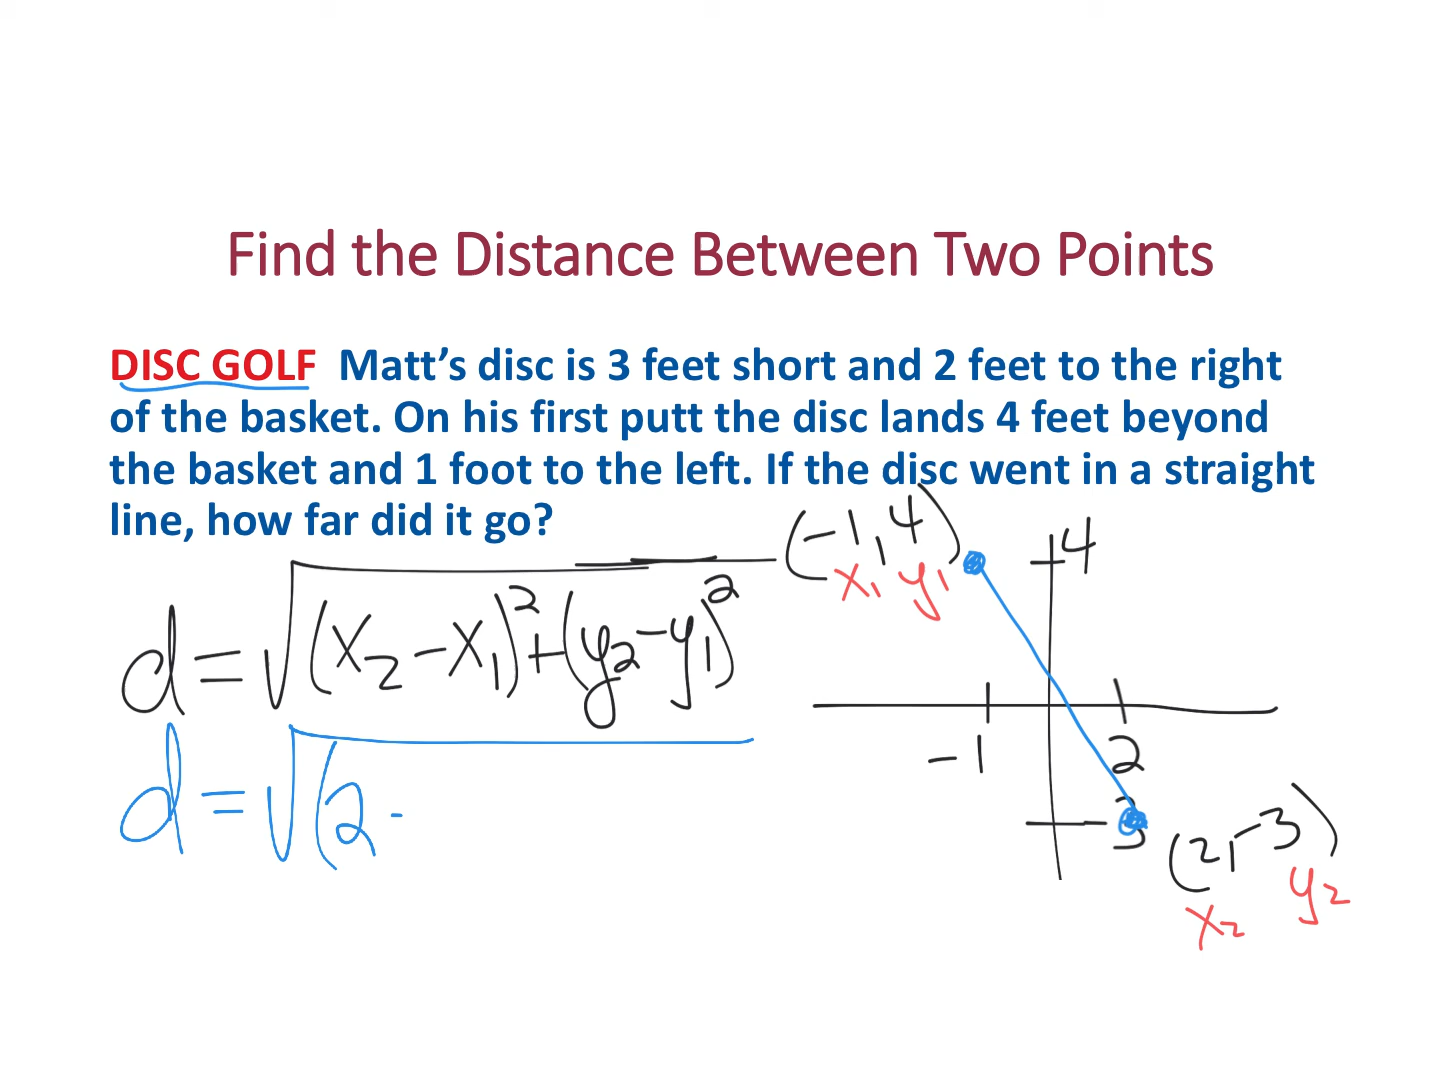 Find the Distance Between Two Points
DISC GOLF Matt’s disc is 3 feet short and 2 feet to the right
of the basket. On his first putt the disc lands 4 feet beyond
the basket and 1 foot to the left. If the disc went in a straight
line, how far did it go?
(-1, 4)
x₁ y₁
4
d = √((x₂ - x₁)² + (y₂ - y₁)²)
-1 2
d = √(2 -
3
(2, -3)
x₂ y₂